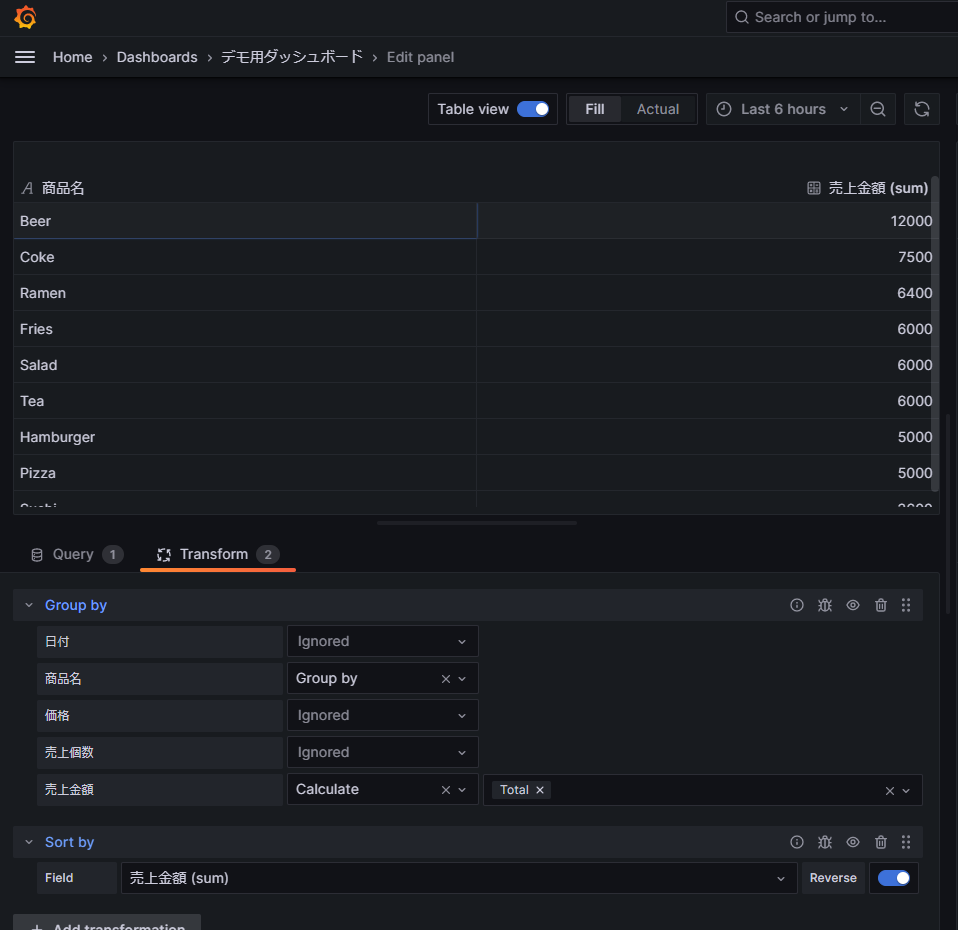 Search or jump to...
Home › Dashboards › デモ用ダッシュボード › Edit panel
Table view Fill Actual Last 6 hours
商品名 売上金額 (sum)
Beer 12000
Coke 7500
Ramen 6400
Fries 6000
Salad 6000
Tea 6000
Hamburger 5000
Pizza 5000
Query 1 Transform 2
Group by
日付 Ignored
商品名 Group by
価格 Ignored
売上個数 Ignored
売上金額 Calculate Total
Sort by
Field 売上金額 (sum) Reverse
Add transformation